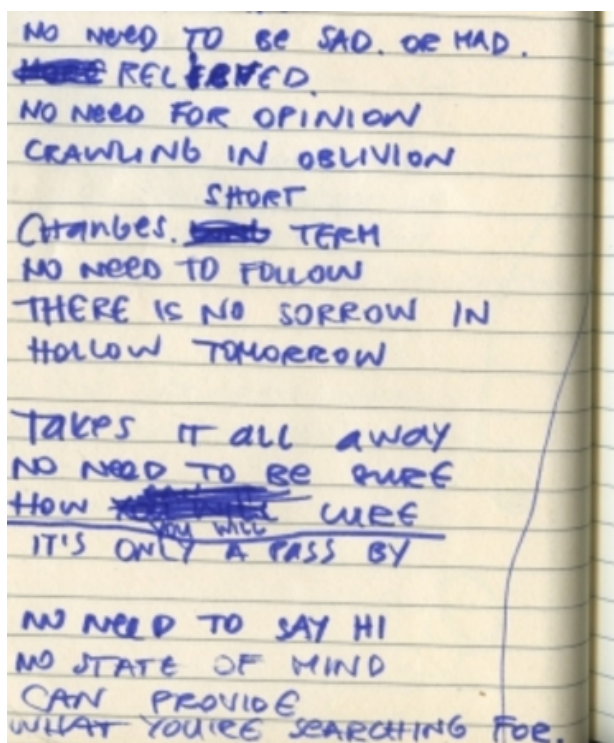 NO NEED TO BE SAD. OR MAD.
RELIEVED.
NO NEED FOR OPINION
CRAWLING IN OBLIVION
SHORT
CHANGES. TERM
NO NEED TO FOLLOW
THERE IS NO SORROW IN
HOLLOW TOMORROW
TAKES IT ALL AWAY
NO NEED TO BE SURE
HOW CURE
YOU WILL
IT'S ONLY A PASS BY
NO NEED TO SAY HI
NO STATE OF MIND
CAN PROVIDE
WHAT YOU'RE SEARCHING FOR.